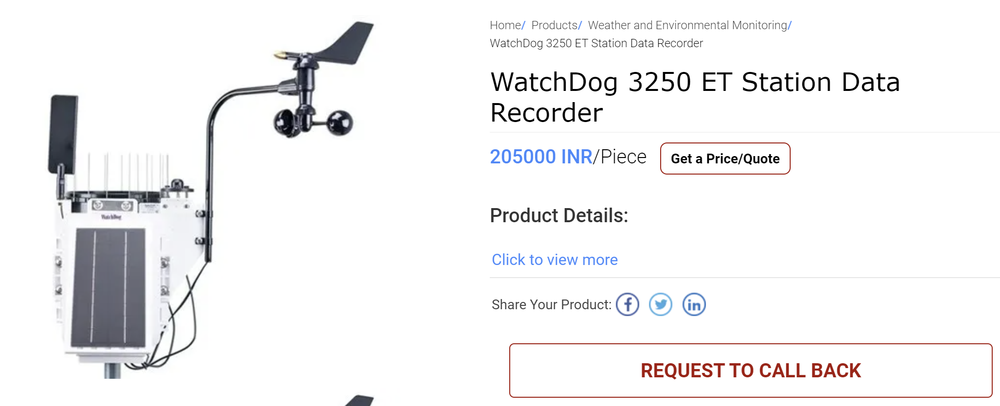 Home/ Products/ Weather and Environmental Monitoring/
WatchDog 3250 ET Station Data Recorder
WatchDog 3250 ET Station Data
Recorder
205000 INR/Piece
Get a Price/Quote
Product Details:
Click to view more
Share Your Product:
REQUEST TO CALL BACK
WatchDog